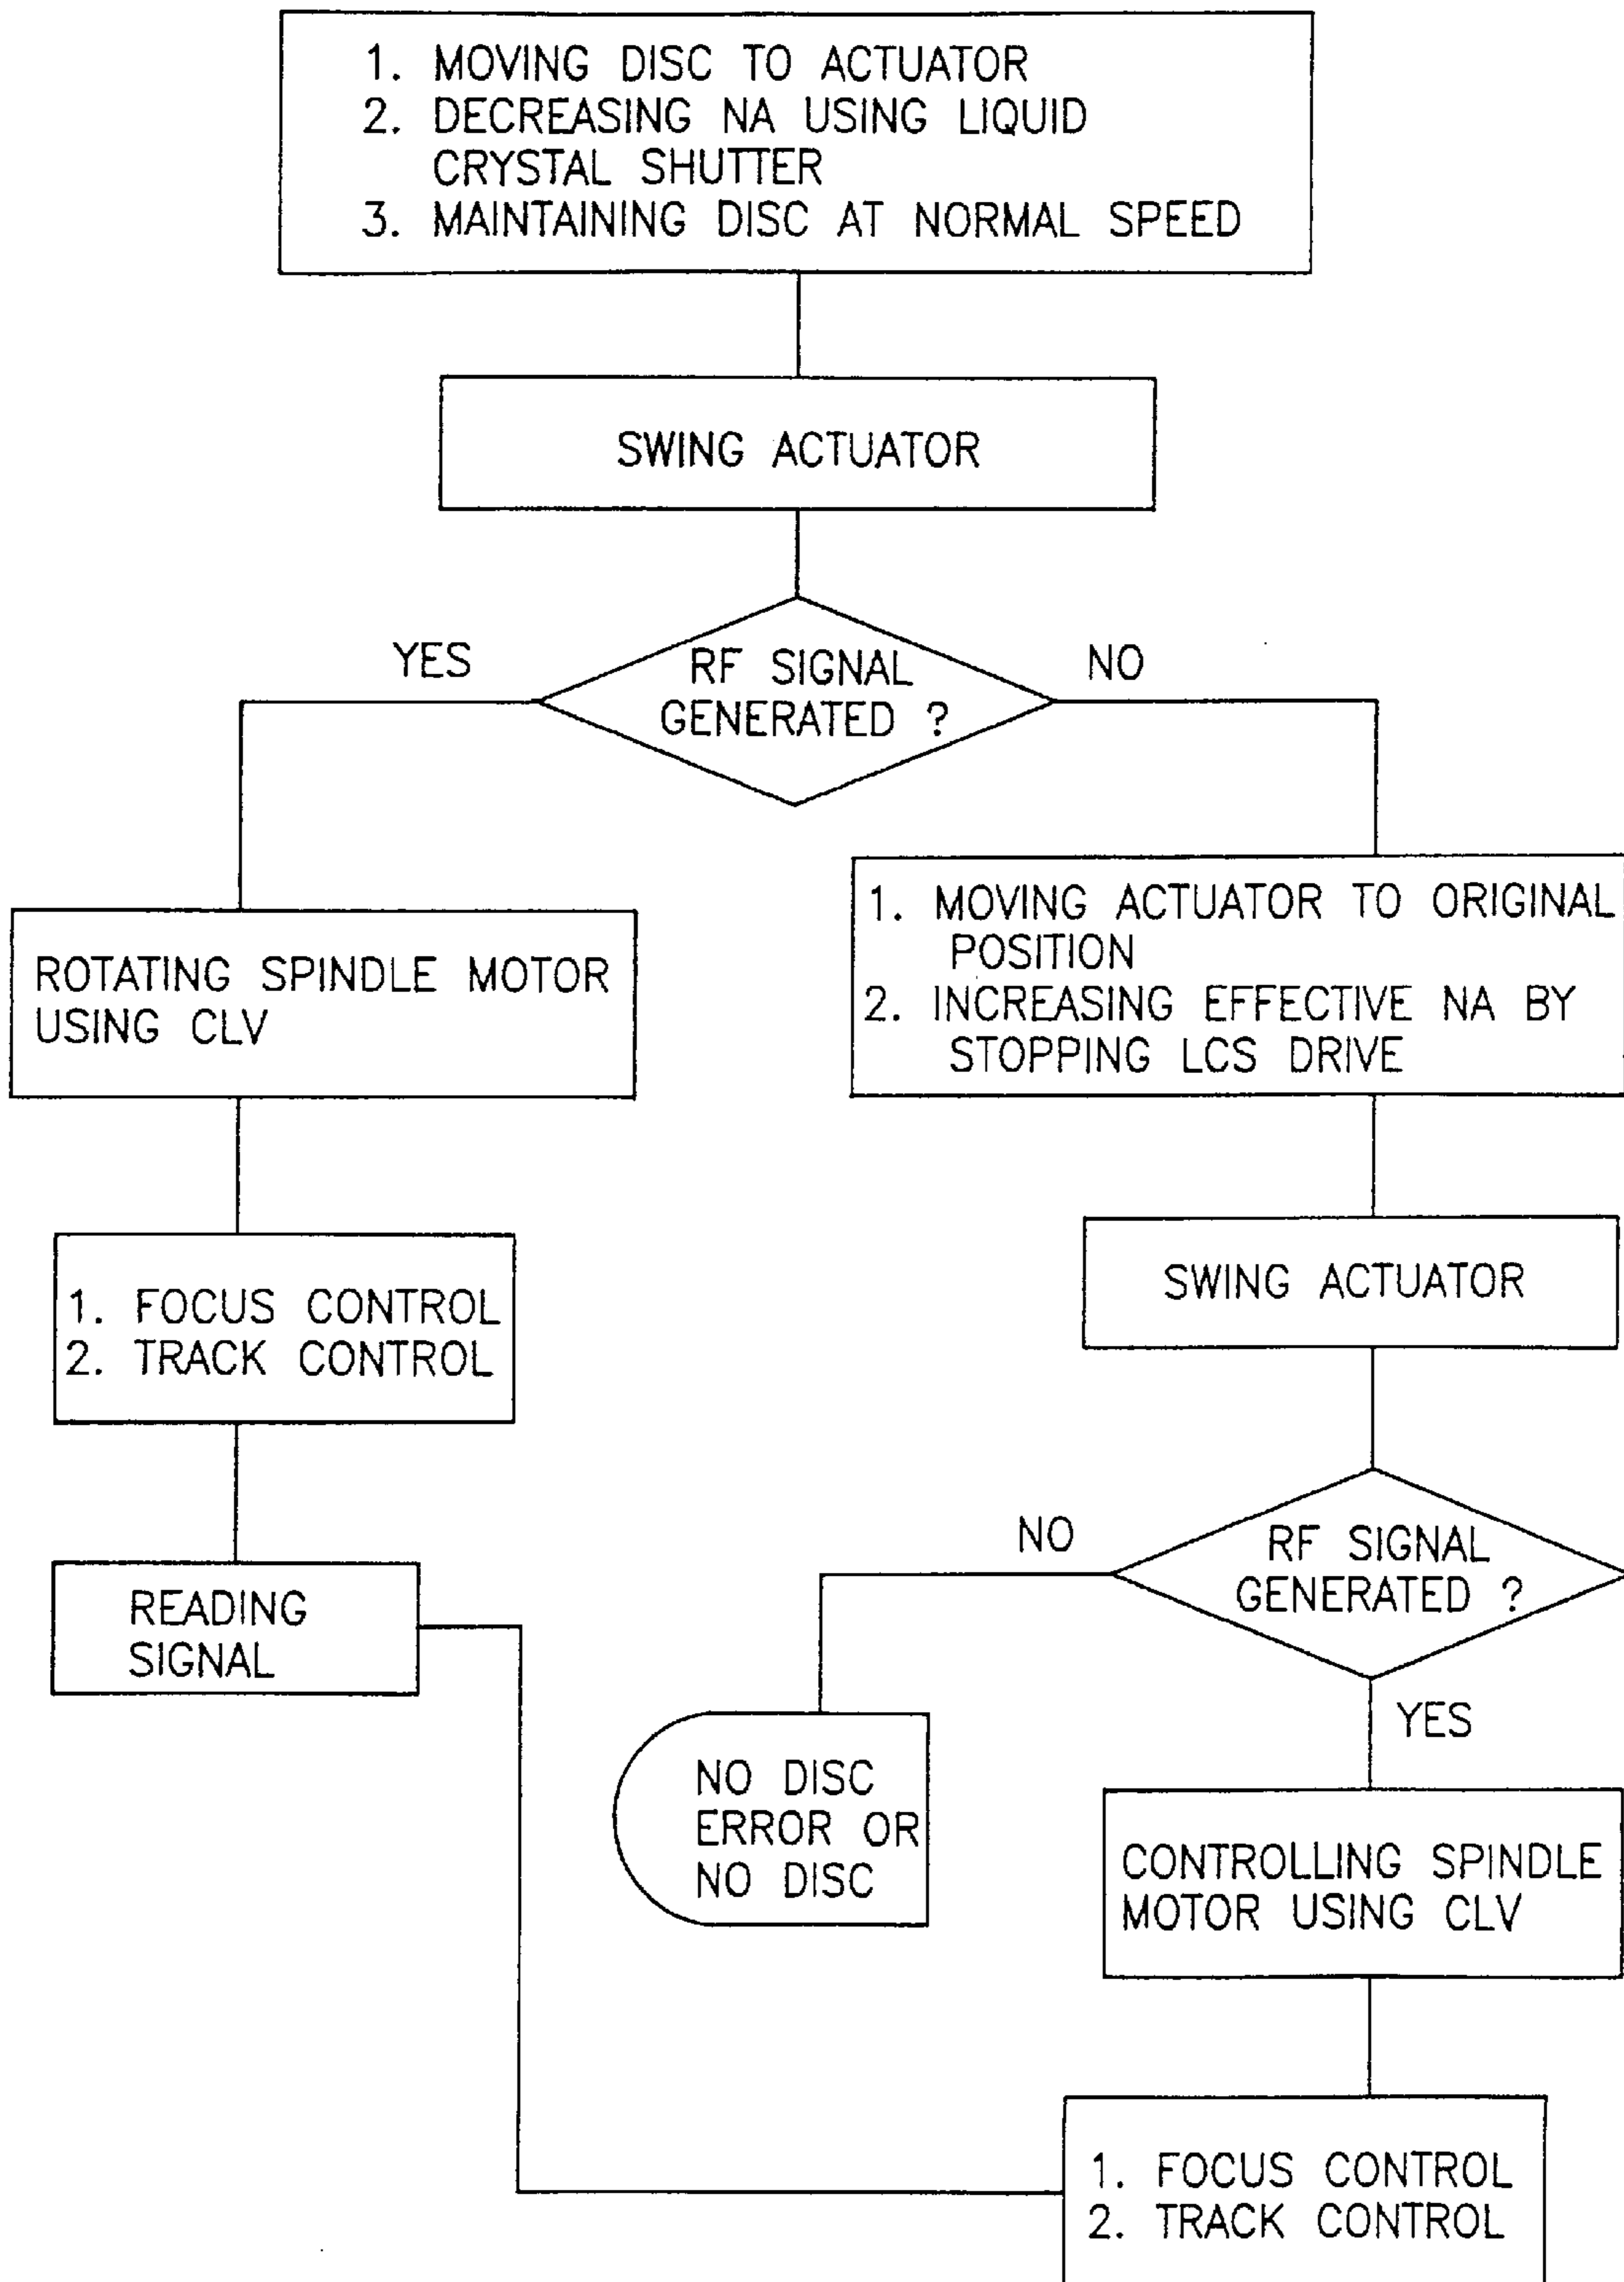 1. MOVING DISC TO ACTUATOR
2. DECREASING NA USING LIQUID
CRYSTAL SHUTTER
3. MAINTAINING DISC AT NORMAL SPEED
SWING ACTUATOR
YES
RF SIGNAL
GENERATED ?
NO
ROTATING SPINDLE MOTOR
USING CLV
1. MOVING ACTUATOR TO ORIGINAL
POSITION
2. INCREASING EFFECTIVE NA BY
STOPPING LCS DRIVE
1. FOCUS CONTROL
2. TRACK CONTROL
SWING ACTUATOR
READING
SIGNAL
NO
RF SIGNAL
GENERATED ?
YES
NO DISC
ERROR OR
NO DISC
CONTROLLING SPINDLE
MOTOR USING CLV
1. FOCUS CONTROL
2. TRACK CONTROL